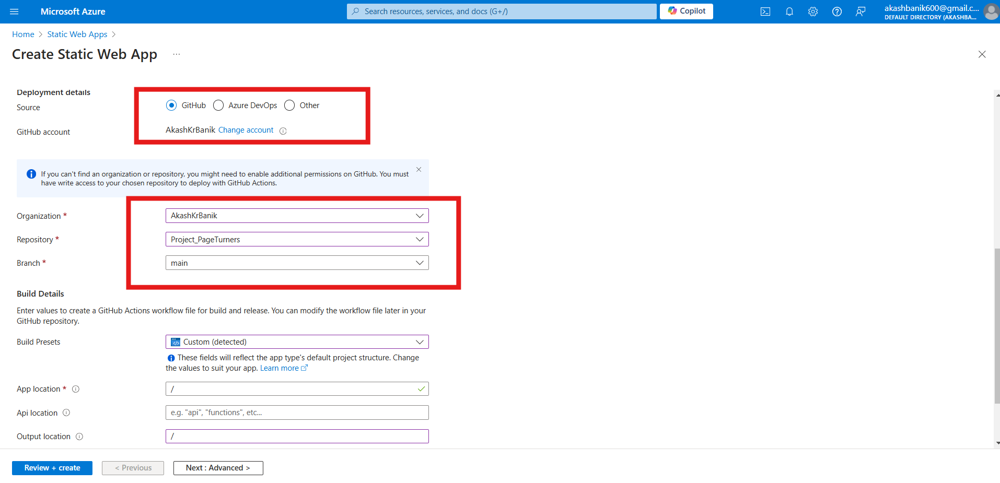 Microsoft Azure
Search resources, services, and docs (G+/)
Copilot
akashbanik600@gmail.c...
DEFAULT DIRECTORY (AKASHBA...
Home > Static Web Apps >
Create Static Web App ...
Deployment details
Source
GitHub Azure DevOps Other
GitHub account
AkashKrBanik Change account
If you can't find an organization or repository, you might need to enable additional permissions on GitHub. You must
have write access to your chosen repository to deploy with GitHub Actions.
Organization *
AkashKrBanik
Repository *
Project_PageTurners
Branch *
main
Build Details
Enter values to create a GitHub Actions workflow file for build and release. You can modify the workflow file later in your
GitHub repository.
Build Presets
Custom (detected)
These fields will reflect the app type's default project structure. Change
the values to suit your app. Learn more
App location *
/
Api location
e.g. "api", "functions", etc...
Output location
/
Review + create
< Previous
Next : Advanced >